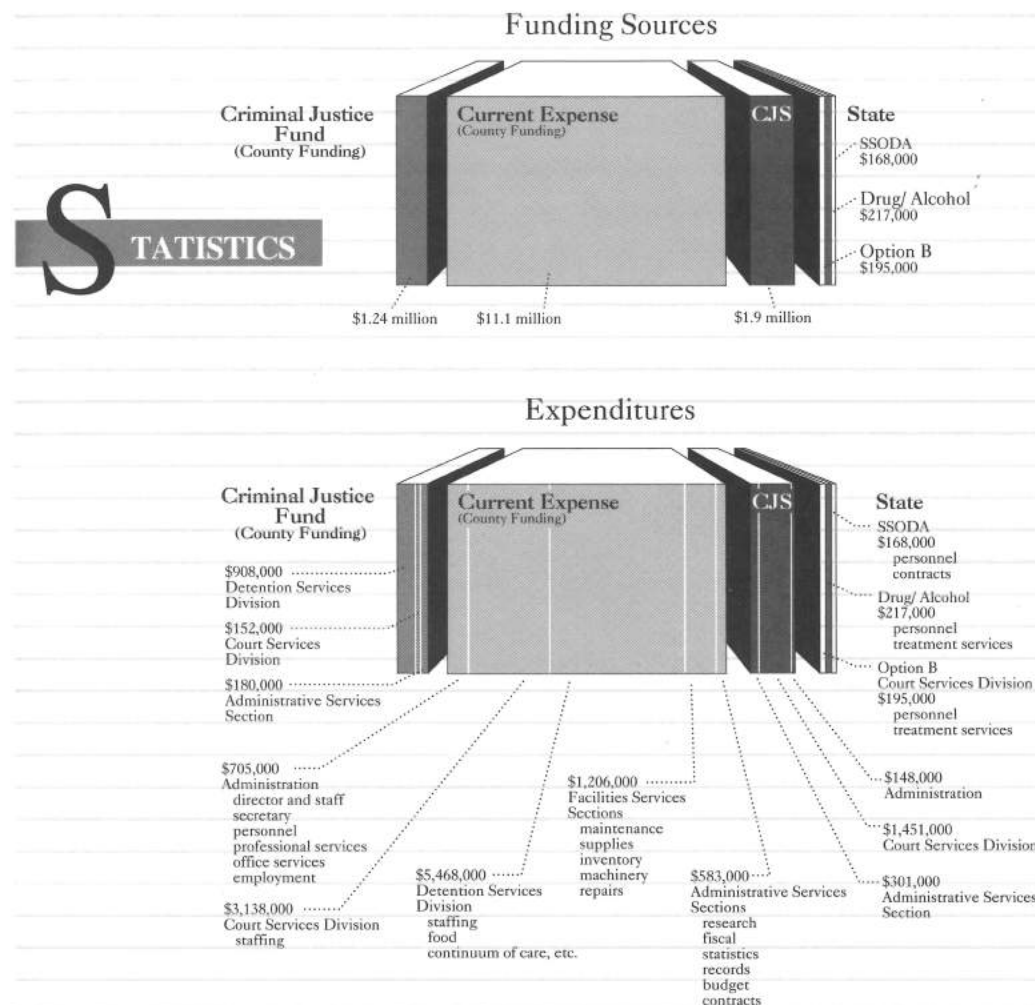 Funding Sources
Criminal Justice
Fund
(County Funding)
Current Expense
(County Funding)
CJS
State
SSODA
$168,000
Drug/ Alcohol
$217,000
Option B
$195,000
STATISTICS
$1.24 million
$11.1 million
$1.9 million
Expenditures
Criminal Justice
Fund
(County Funding)
Current Expense
(County Funding)
CJS
State
SSODA
$168,000
personnel
contracts
Drug/ Alcohol
$217,000
personnel
treatment services
Option B
Court Services Division
$195,000
personnel
treatment services
$908,000
Detention Services
Division
$152,000
Court Services
Division
$180,000
Administrative Services
Section
$705,000
Administration
director and staff
secretary
personnel
professional services
office services
employment
$3,138,000
Court Services Division
staffing
$5,468,000
Detention Services
Division
staffing
food
continuum of care, etc.
$1,206,000
Facilities Services
Sections
maintenance
supplies
inventory
machinery
repairs
$583,000
Administrative Services
Sections
research
fiscal
statistics
records
budget
contracts
$148,000
Administration
$1,451,000
Court Services Division
$301,000
Administrative Services
Section